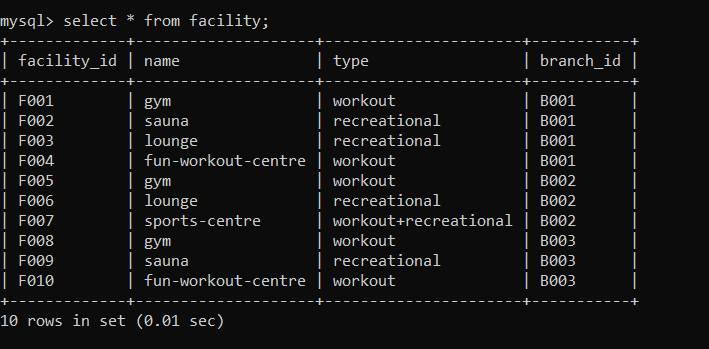 mysql> select * from facility;
+-------------+--------------------+----------------------+-----------+
| facility_id | name               | type                 | branch_id |
+-------------+--------------------+----------------------+-----------+
| F001        | gym                | workout              | B001      |
| F002        | sauna              | recreational         | B001      |
| F003        | lounge             | recreational         | B001      |
| F004        | fun-workout-centre | workout              | B001      |
| F005        | gym                | workout              | B002      |
| F006        | lounge             | recreational         | B002      |
| F007        | sports-centre      | workout+recreational | B002      |
| F008        | gym                | workout              | B003      |
| F009        | sauna              | recreational         | B003      |
| F010        | fun-workout-centre | workout              | B003      |
+-------------+--------------------+----------------------+-----------+
10 rows in set (0.01 sec)